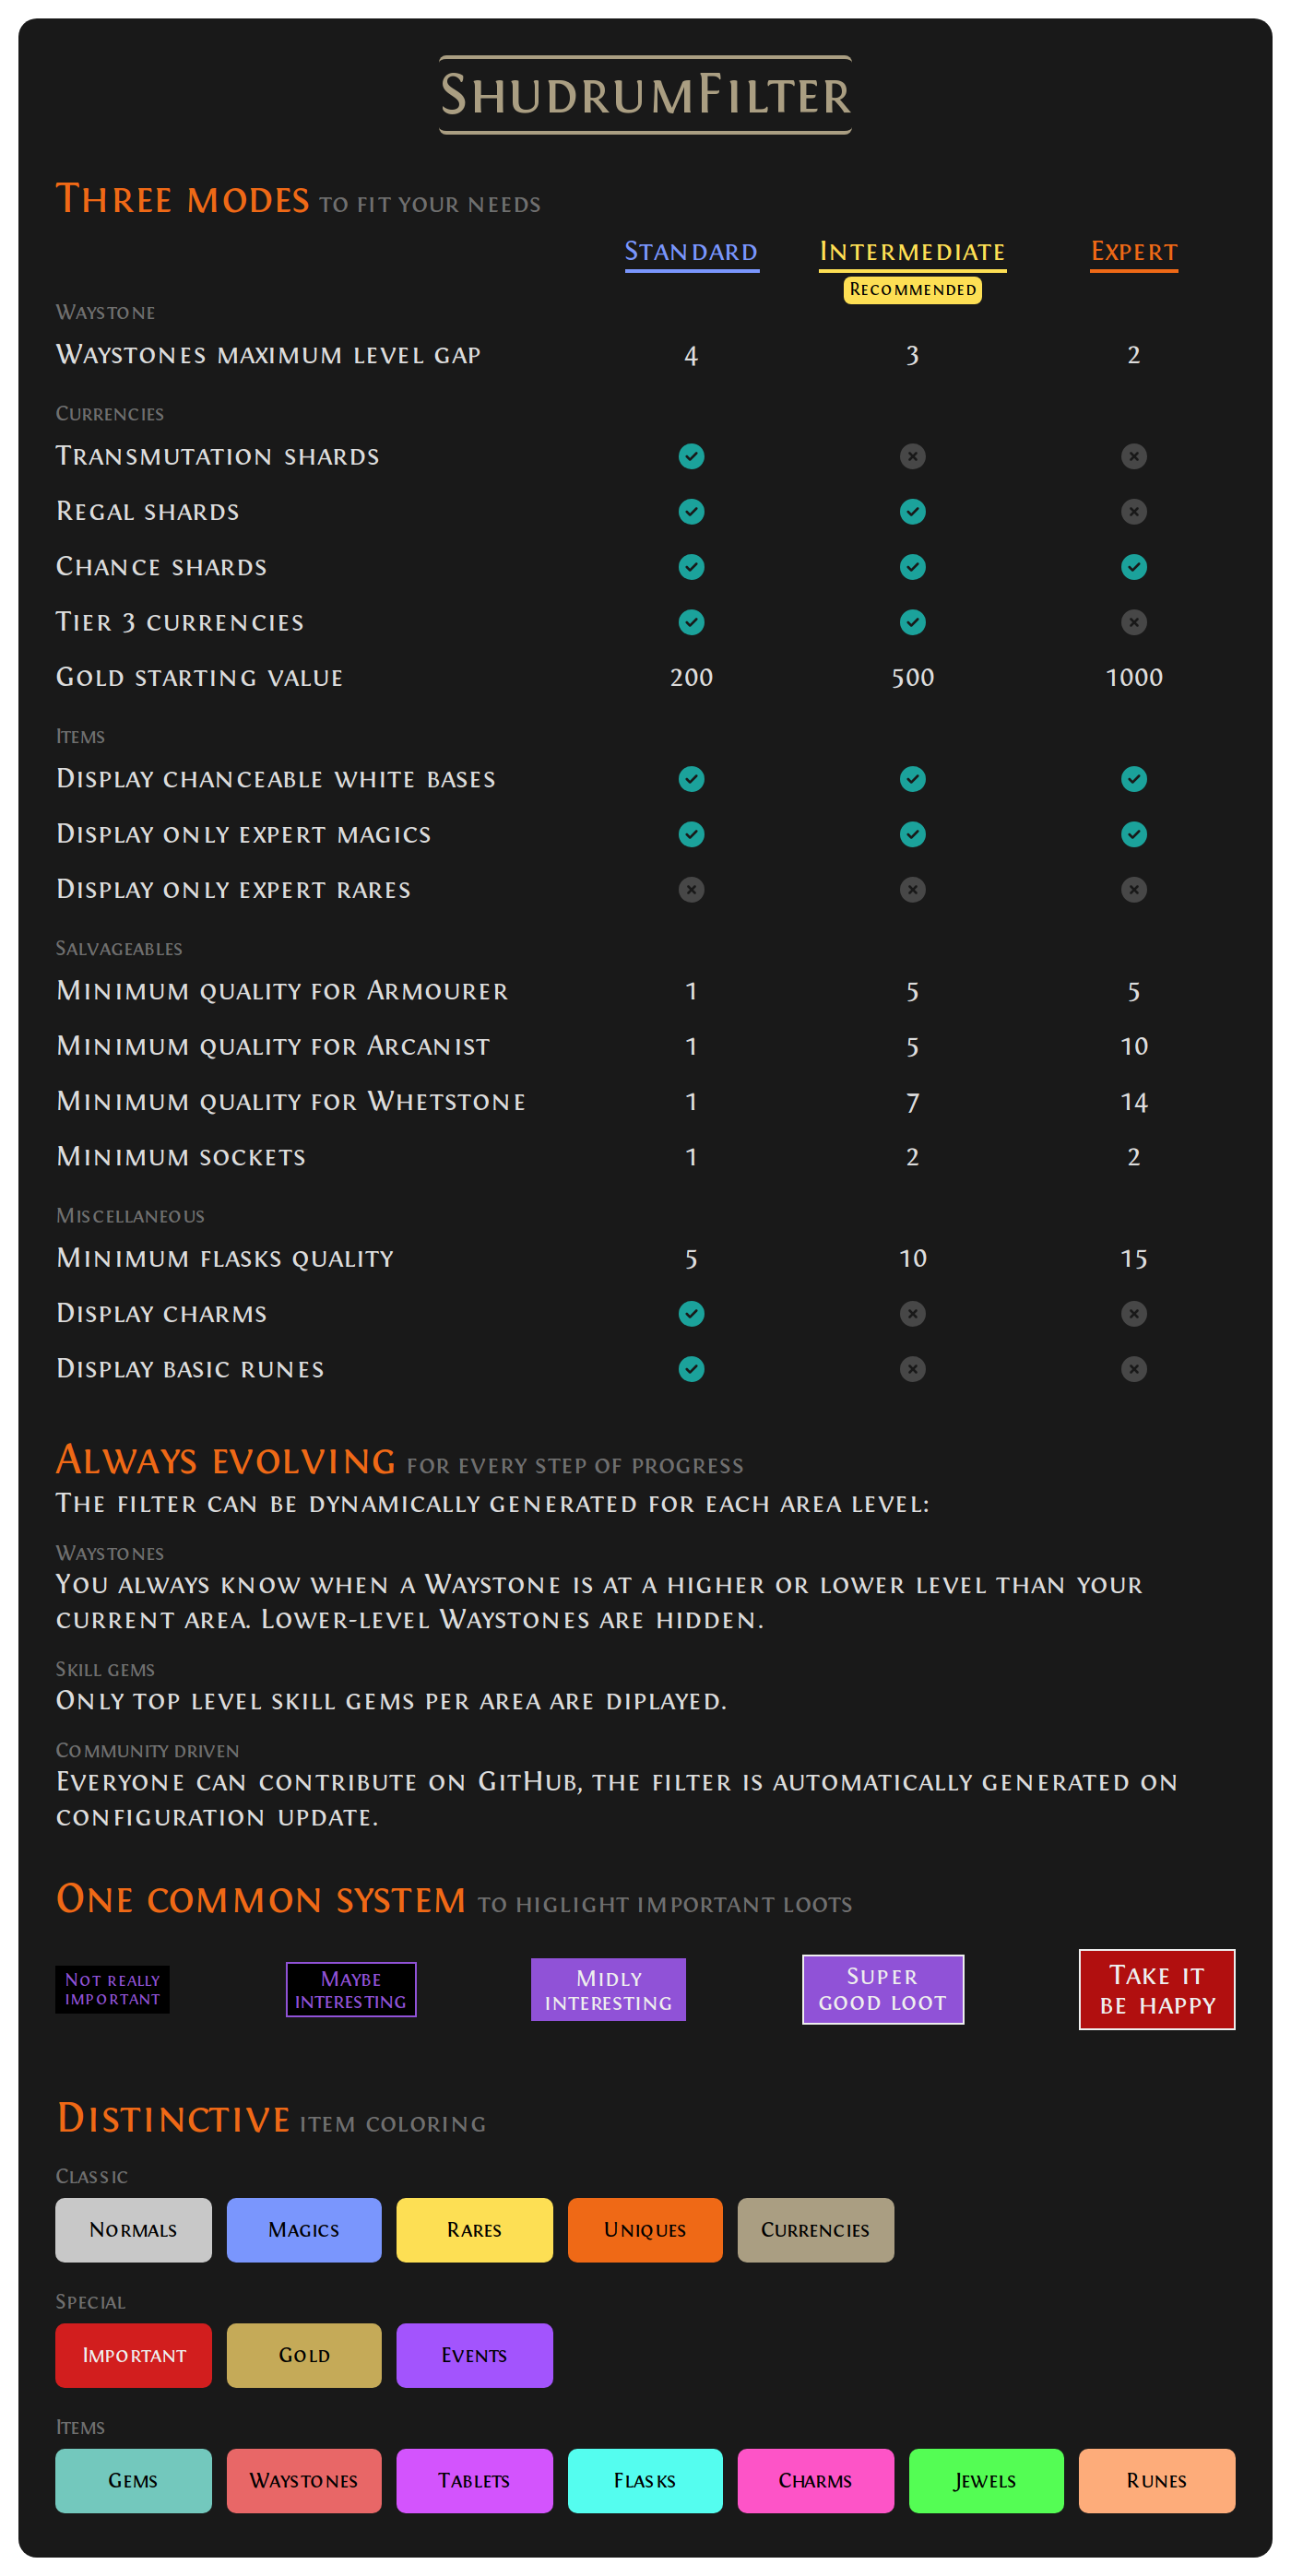 ShudrumFilter
Three modes to fit your needs
Standard Intermediate Expert
Recommended
Waystone
Waystones maximum level gap 4 3 2
Currencies
Transmutation shards
Regal shards
Chance shards
Tier 3 currencies
Gold starting value 200 500 1000
Items
Display chanceable white bases
Display only expert magics
Display only expert rares
Salvageables
Minimum quality for Armourer 1 5 5
Minimum quality for Arcanist 1 5 10
Minimum quality for Whetstone 1 7 14
Minimum sockets 1 2 2
Miscellaneous
Minimum flasks quality 5 10 15
Display charms
Display basic runes
Always evolving for every step of progress
The filter can be dynamically generated for each area level:
Waystones
You always know when a Waystone is at a higher or lower level than your
current area. Lower-level Waystones are hidden.
Skill gems
Only top level skill gems per area are diplayed.
Community driven
Everyone can contribute on GitHub, the filter is automatically generated on
configuration update.
One common system to higlight important loots
Not really
important
Maybe
interesting
Midly
interesting
Super
good loot
Take it
be happy
Distinctive item coloring
Classic
Normals Magics Rares Uniques Currencies
Special
Important Gold Events
Items
Gems Waystones Tablets Flasks Charms Jewels Runes